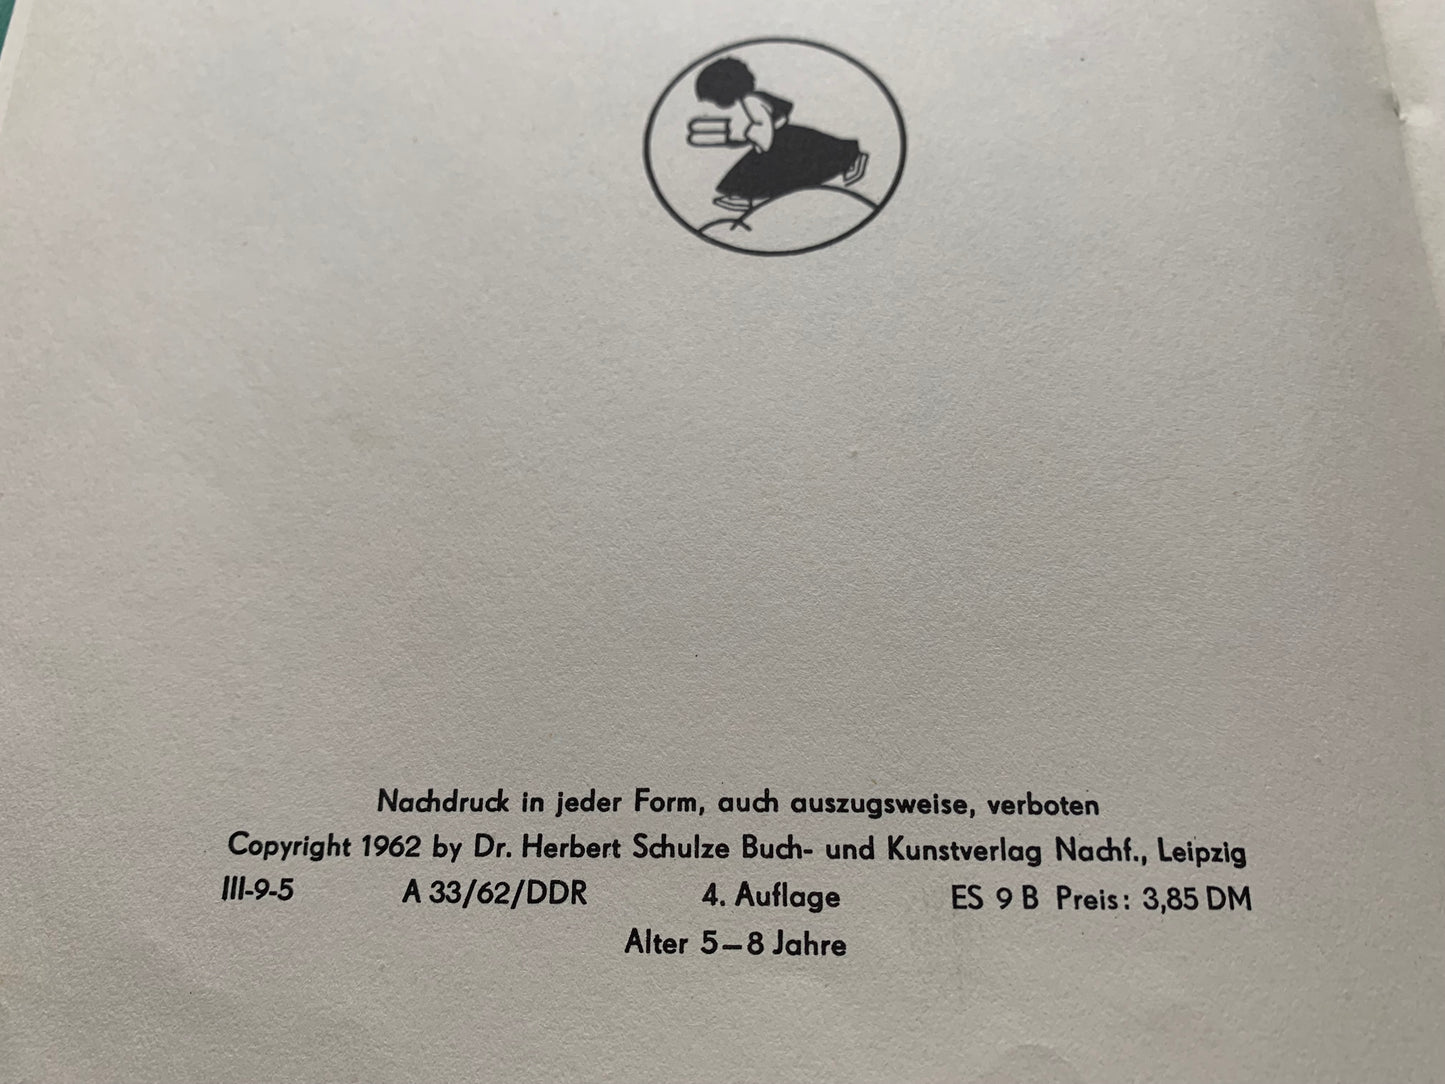 Nachdruck in jeder Form, auch auszugsweise, verboten
Copyright 1962 by Dr. Herbert Schulze Buch- und Kunstverlag Nachf., Leipzig
III-9-5 A 33/62/DDR 4. Auflage ES 9 B Preis: 3,85 DM
Alter 5–8 Jahre